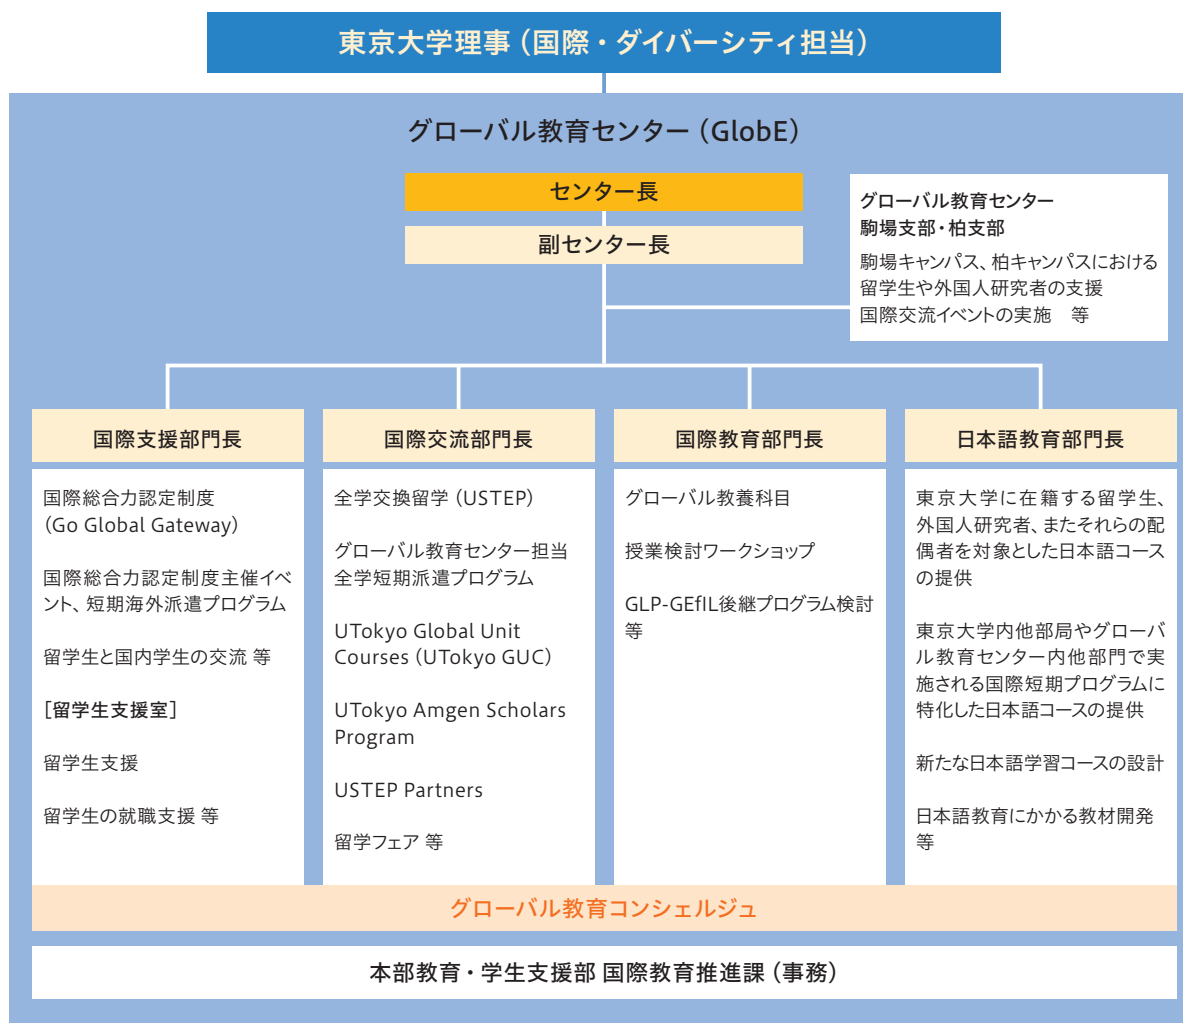 東京大学理事（国際・ダイバーシティ担当）
グローバル教育センター（GlobE）
センター長
副センター長
グローバル教育センター
駒場支部・柏支部
駒場キャンパス、柏キャンパスにおける
留学生や外国人研究者の支援
国際交流イベントの実施　等
国際支援部門長
国際総合力認定制度
（Go Global Gateway）
国際総合力認定制度主催イベ
ント、短期海外派遣プログラム
留学生と国内学生の交流 等
［留学生支援室］
留学生支援
留学生の就職支援 等
国際交流部門長
全学交換留学（USTEP）
グローバル教育センター担当
全学短期派遣プログラム
UTokyo Global Unit
Courses（UTokyo GUC）
UTokyo Amgen Scholars
Program
USTEP Partners
留学フェア 等
国際教育部門長
グローバル教養科目
授業検討ワークショップ
GLP-GEfIL後継プログラム検討
等
日本語教育部門長
東京大学に在籍する留学生、
外国人研究者、またそれらの配
偶者を対象とした日本語コース
の提供
東京大学内他部局やグローバ
ル教育センター内他部門で実
施される国際短期プログラムに
特化した日本語コースの提供
新たな日本語学習コースの設計
日本語教育にかかる教材開発
等
グローバル教育コンシェルジュ
本部教育・学生支援部 国際教育推進課（事務）